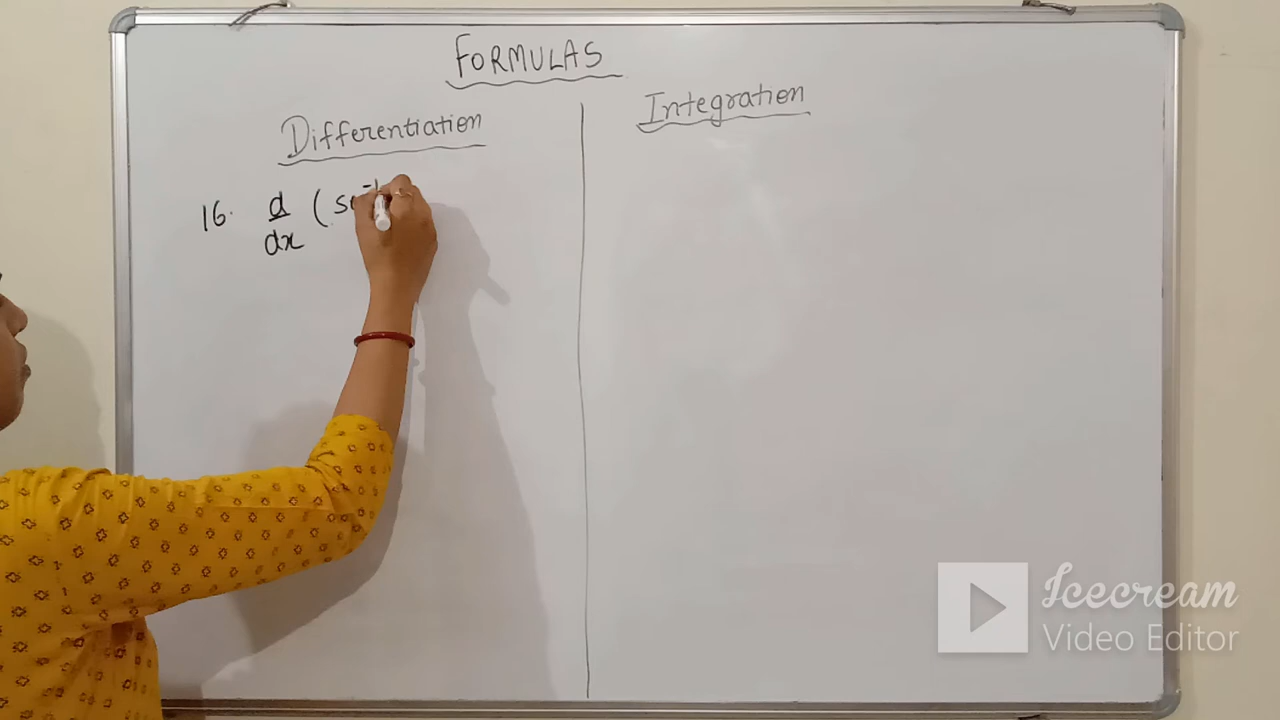 FORMULAS
Differentiation
Integration
16. d/dx (
Icecream
Video Editor